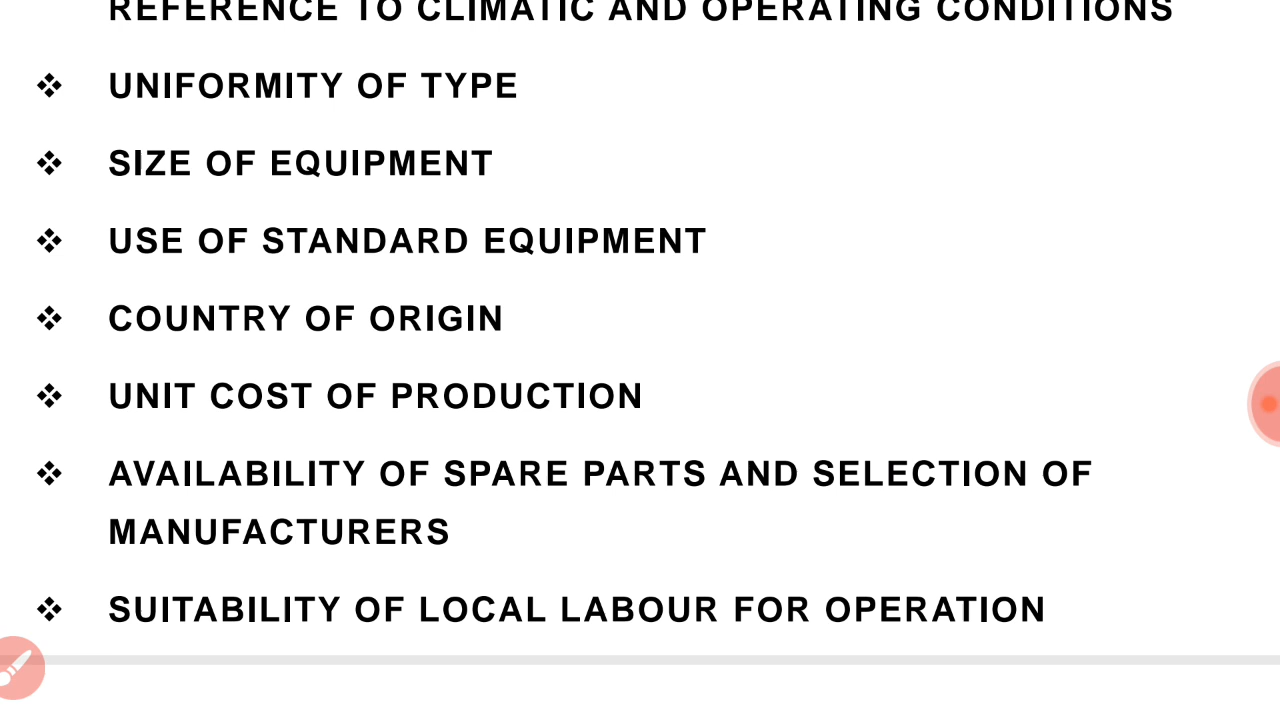 REFERENCE TO CLIMATIC AND OPERATING CONDITIONS
❖ UNIFORMITY OF TYPE
❖ SIZE OF EQUIPMENT
❖ USE OF STANDARD EQUIPMENT
❖ COUNTRY OF ORIGIN
❖ UNIT COST OF PRODUCTION
❖ AVAILABILITY OF SPARE PARTS AND SELECTION OF
MANUFACTURERS
❖ SUITABILITY OF LOCAL LABOUR FOR OPERATION